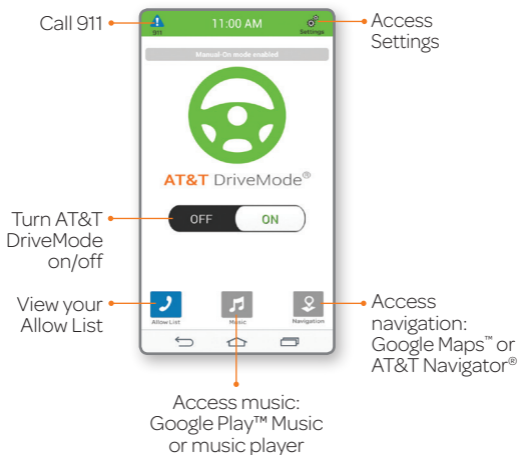 Call 911
911
11:00 AM
Settings
Access
Settings
Manual-On mode enabled
AT&T DriveMode®
Turn AT&T
DriveMode
on/off
OFF
ON
View your
Allow List
Allow List
Music
Navigation
Access
navigation:
Google Maps™ or
AT&T Navigator®
Access music:
Google Play™ Music
or music player